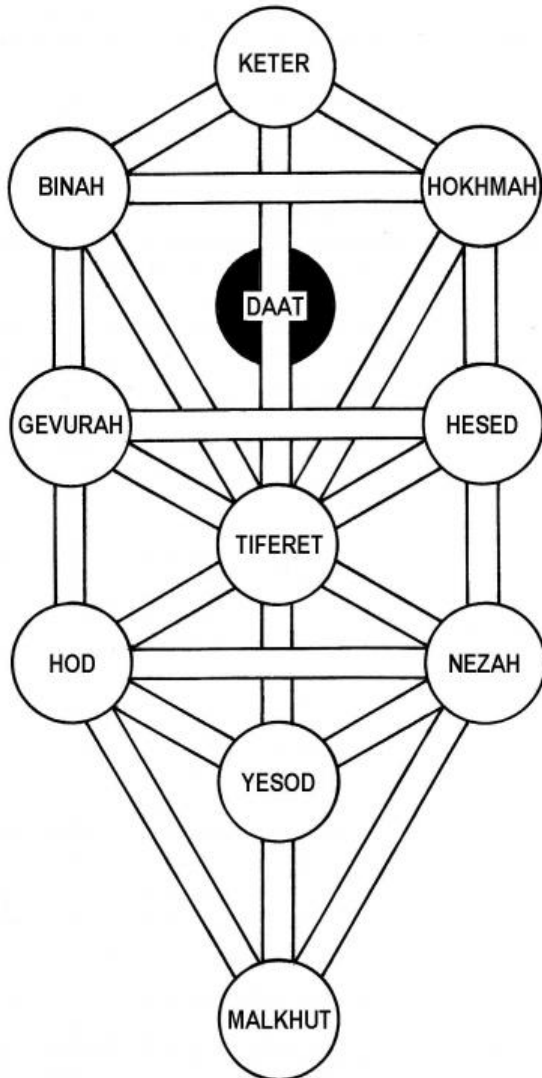 KETER
BINAH
HOKHMAH
DAAT
GEVURAH
HESED
TIFERET
HOD
NEZAH
YESOD
MALKHUT